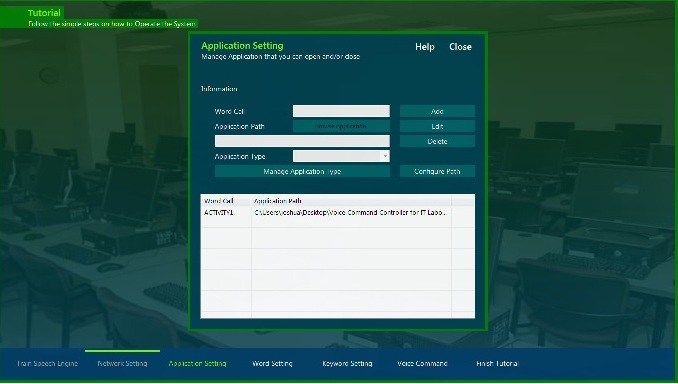 Tutorial
Follow the simple steps on how to Operate the System
Application Setting
Help
Close
Manage Application that you can open and/or close
Information
Word Call
Add
Application Path
Browse Application
Edit
Delete
Application Type
Manage Application Type
Configure Path
Word Call
Application Path
ACTIVITY1
C:\Users\joshua\Desktop\Voice Command Controller for IT Labo...
Train Speech Engine
Network Setting
Application Setting
Word Setting
Keyword Setting
Voice Command
Finish Tutorial